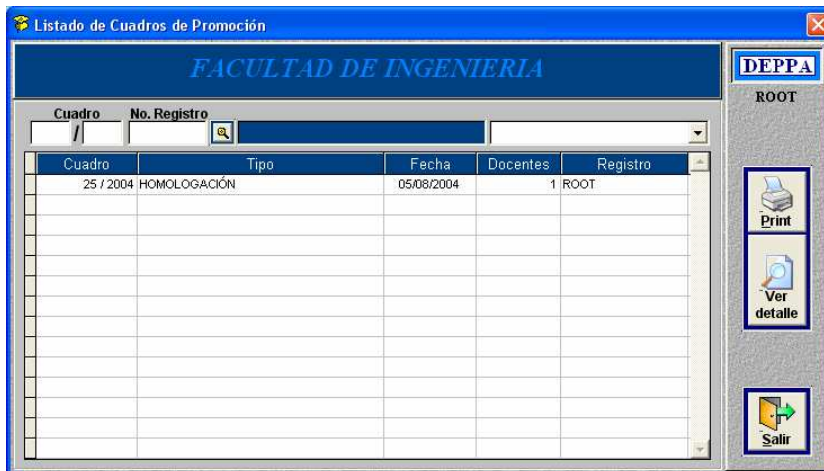 Listado de Cuadros de Promoción
FACULTAD DE INGENIERIA
DEPPA
ROOT
Cuadro No. Registro
/
Cuadro Tipo Fecha Docentes Registro
25 / 2004 HOMOLOGACIÓN 05/08/2004 1 ROOT
Print
Ver
detalle
Salir